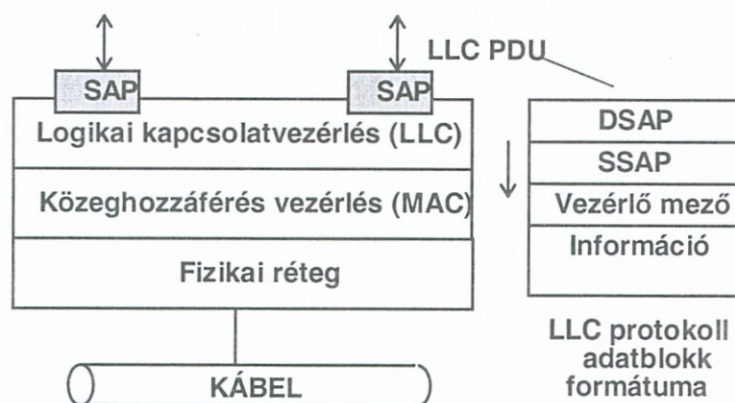 LLC PDU
SAP
SAP
Logikai kapcsolatvezérlés (LLC)
Közeghozzáférés vezérlés (MAC)
Fizikai réteg
KÁBEL
DSAP
SSAP
Vezérlő mező
Információ
LLC protokoll
adatblokk
formátuma